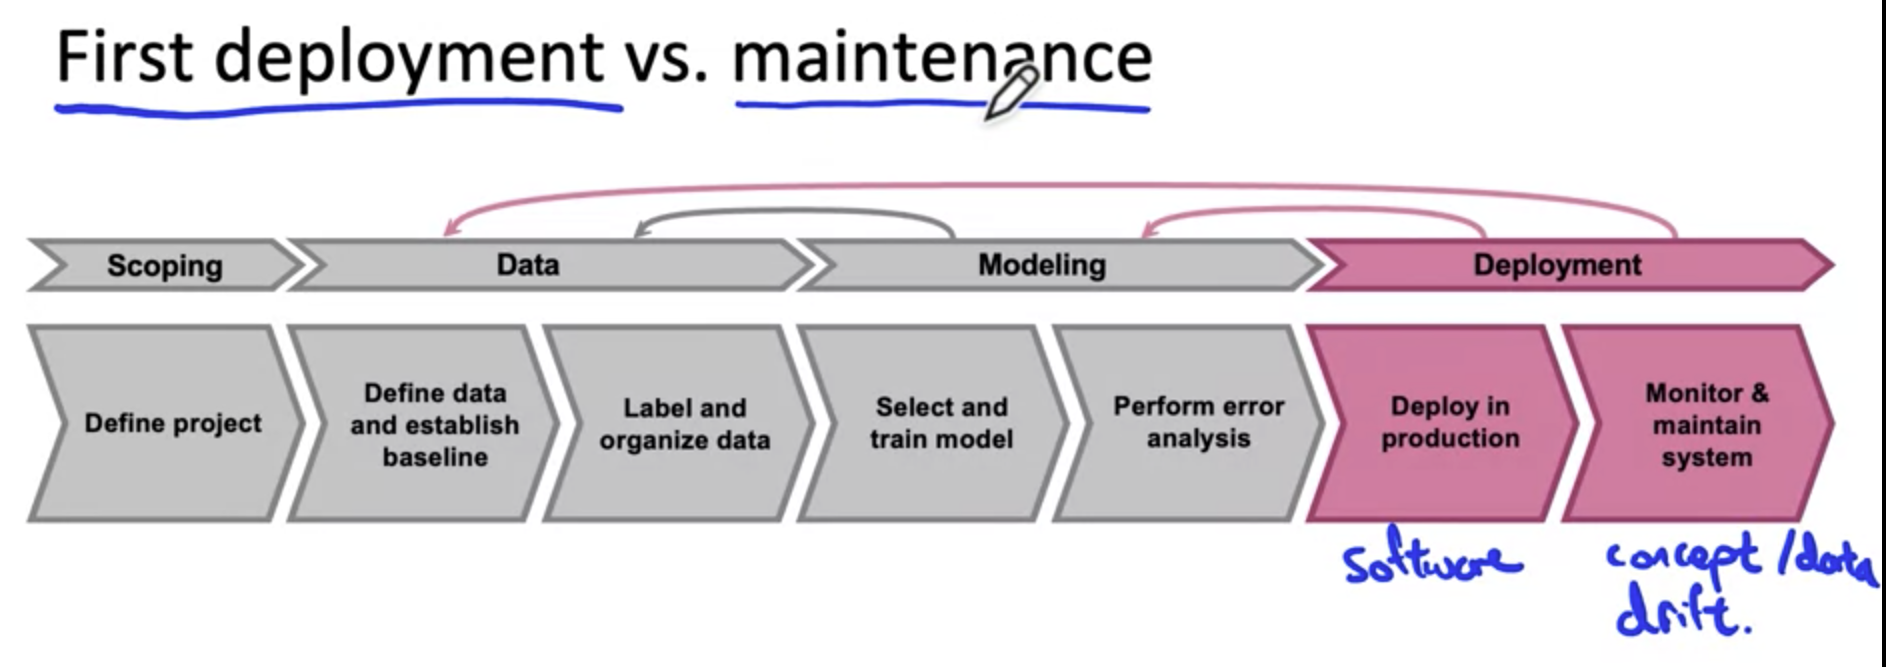 First deployment vs. maintenance
Scoping
Data
Modeling
Deployment
Define project
Define data
and establish
baseline
Label and
organize data
Select and
train model
Perform error
analysis
Deploy in
production
Monitor &
maintain
system
software
concept/data
drift.